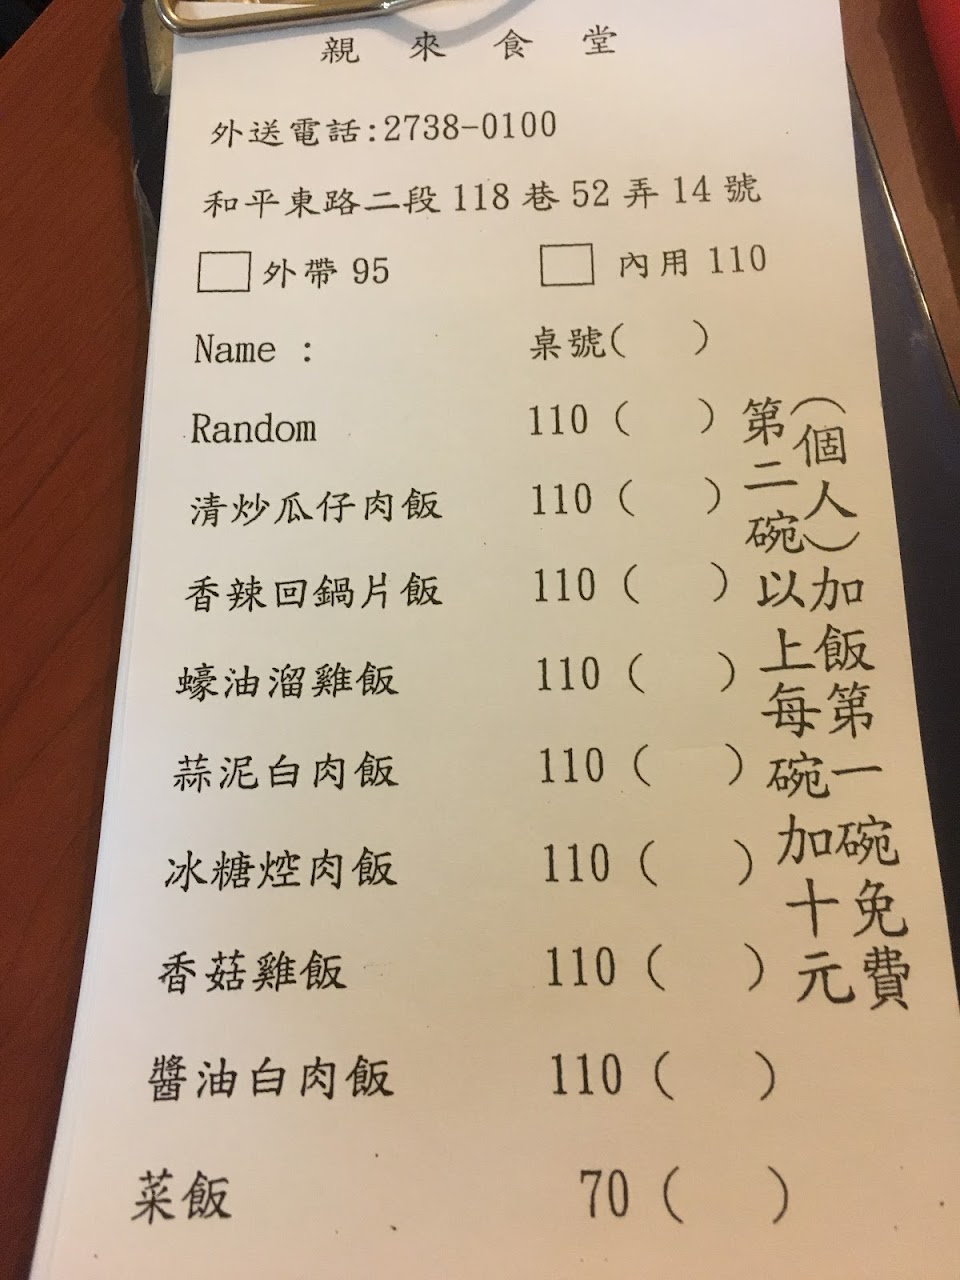 親來食堂
外送電話:2738-0100
和平東路二段118巷52弄14號
外帶95 內用110
Name : 桌號( )
Random 110 ( )
清炒瓜仔肉飯 110 ( )
香辣回鍋片飯 110 ( )
蠔油溜雞飯 110 ( )
蒜泥白肉飯 110 ( )
冰糖焢肉飯 110 ( )
香菇雞飯 110 ( )
醬油白肉飯 110 ( )
菜飯 70 ( )
(個人)加飯第一碗免費
第二碗以上每碗加十元